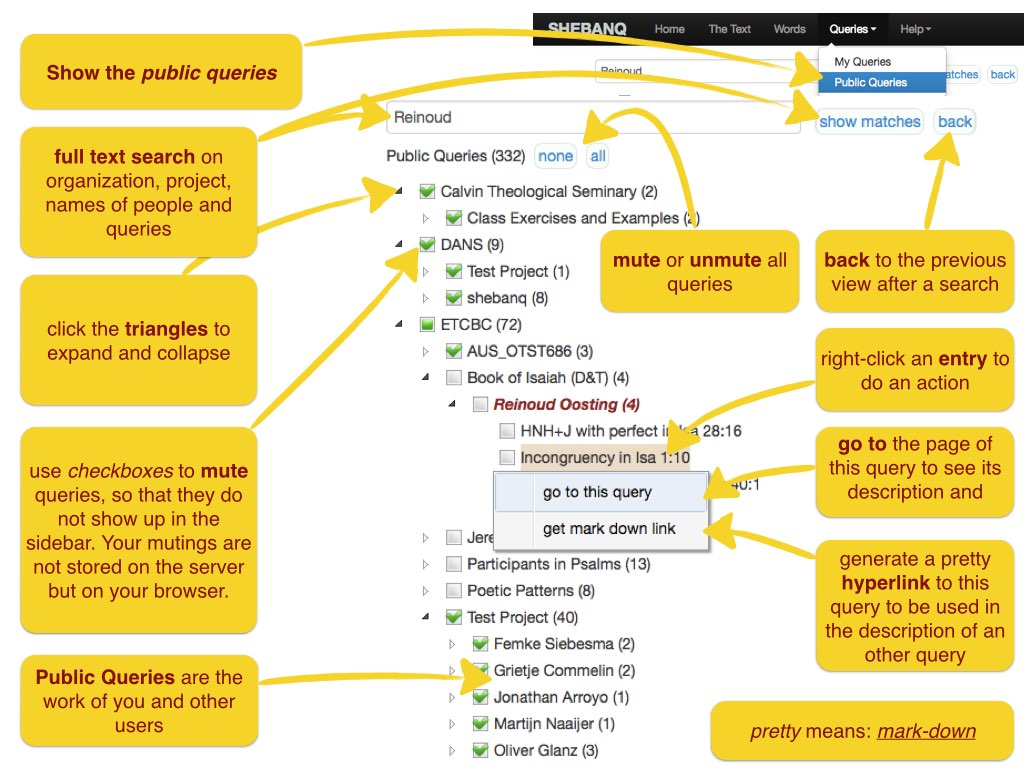 SHEBANQ Home The Text Words Queries Help
My Queries
Public Queries
Reinoud
back
Show the public queries
Reinoud
show matches back
Public Queries (332) none all
full text search on
organization, project,
names of people and
queries
Calvin Theological Seminary (2)
Class Exercises and Examples (2)
DANS (9)
Test Project (1)
shebanq (8)
ETCBC (72)
AUS_OTST686 (3)
Book of Isaiah (D&T) (4)
Reinoud Oosting (4)
HNH+J with perfect in Isa 28:16
Incongruency in Isa 1:10
go to this query
get mark down link
Participants in Psalms (13)
Poetic Patterns (8)
Test Project (40)
Femke Siebesma (2)
Grietje Commelin (2)
Jonathan Arroyo (1)
Martijn Naaijer (1)
Oliver Glanz (3)
mute or unmute all
queries
back to the previous
view after a search
click the triangles to
expand and collapse
right-click an entry to
do an action
go to the page of
this query to see its
description and
use checkboxes to mute
queries, so that they do
not show up in the
sidebar. Your mutings are
not stored on the server
but on your browser.
generate a pretty
hyperlink to this
query to be used in
the description of an
other query
Public Queries are the
work of you and other
users
pretty means: mark-down